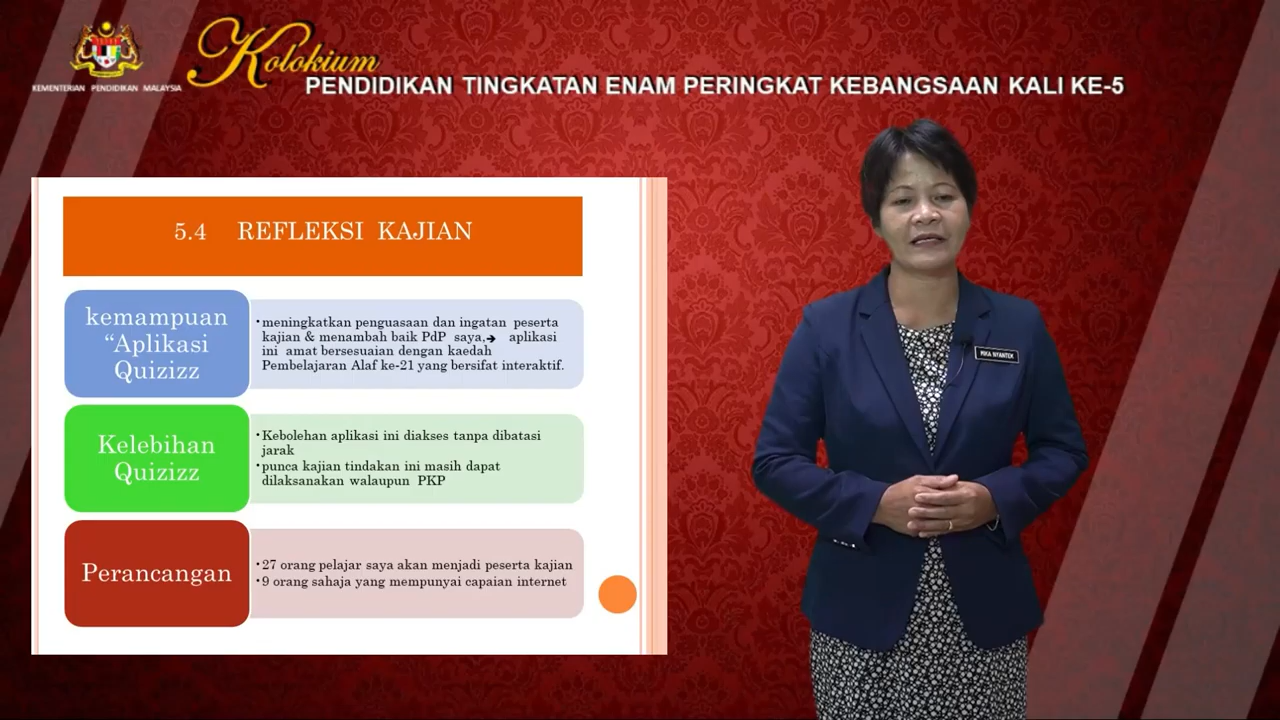 Kolokium
KEMENTERIAN PENDIDIKAN MALAYSIA
PENDIDIKAN TINGKATAN ENAM PERINGKAT KEBANGSAAN KALI KE-5
5.4 REFLEKSI KAJIAN
kemampuan
“Aplikasi
Quizizz
•meningkatkan penguasaan dan ingatan peserta
kajian & menambah baik PdP saya,➔ aplikasi
ini amat bersesuaian dengan kaedah
Pembelajaran Alaf ke-21 yang bersifat interaktif.
Kelebihan
Quizizz
•Kebolehan aplikasi ini diakses tanpa dibatasi
jarak
•punca kajian tindakan ini masih dapat
dilaksanakan walaupun PKP
Perancangan
•27 orang pelajar saya akan menjadi peserta kajian
•9 orang sahaja yang mempunyai capaian internet
MIKA NYANTEK